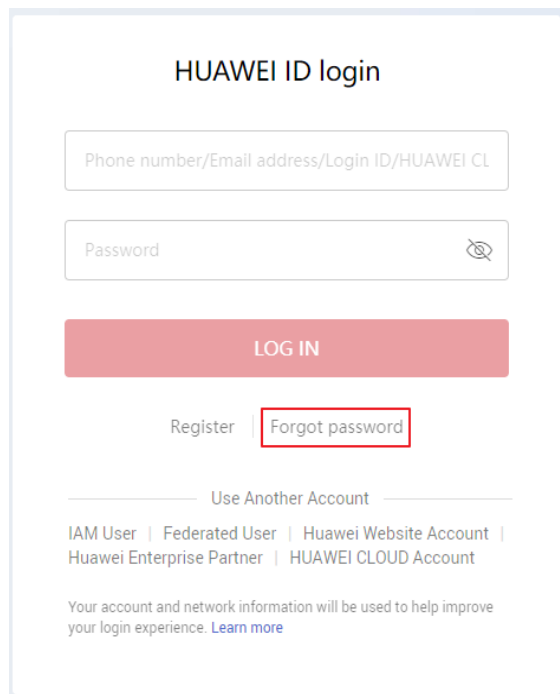 HUAWEI ID login
Phone number/Email address/Login ID/HUAWEI CL
Password
LOG IN
Register | Forgot password
Use Another Account
IAM User | Federated User | Huawei Website Account |
Huawei Enterprise Partner | HUAWEI CLOUD Account
Your account and network information will be used to help improve
your login experience. Learn more